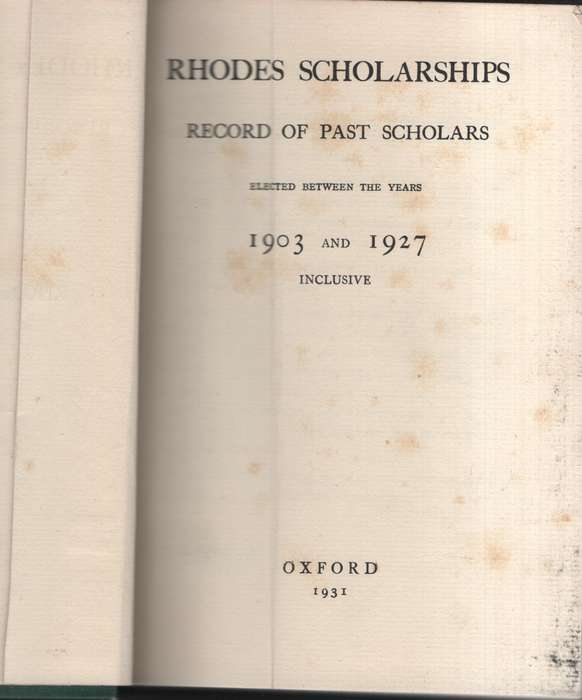 RHODES SCHOLARSHIPS
RECORD OF PAST SCHOLARS
ELECTED BETWEEN THE YEARS
1903 AND 1927
INCLUSIVE
OXFORD
1931